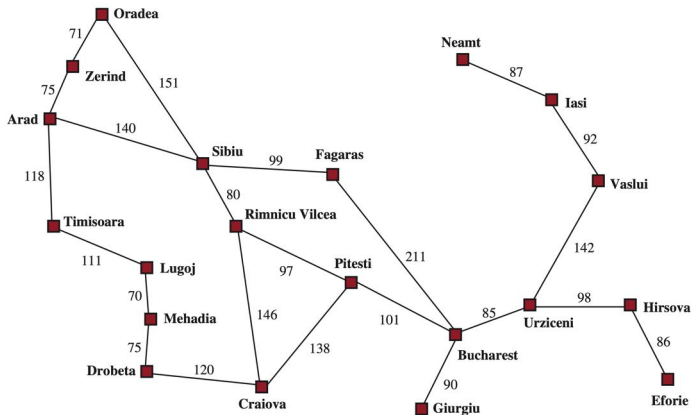 Oradea
71
Neamt
Zerind
87
151
75
Iasi
Arad
140
92
Sibiu
99
Fagaras
118
Vaslui
80
Timisoara
Rimnicu Vilcea
142
111
Lugoj
97
Pitesti
211
70
98
Hirsova
146
101
85
Mehadia
Urziceni
75
138
86
Bucharest
Drobeta
120
90
Craiova
Giurgiu
Eforie